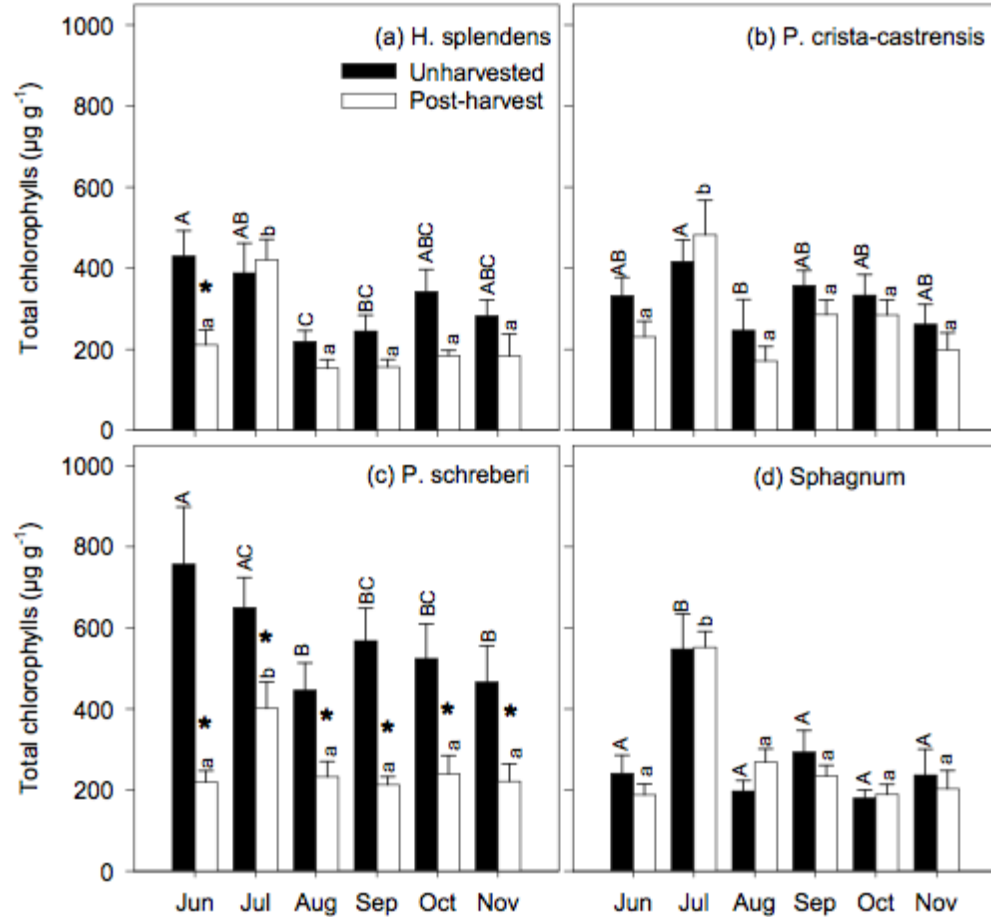 1000
800
600
400
200
0
Total chlorophylls (µg g⁻¹)
(a) H. splendens
Unharvested
Post-harvest
A AB C BC ABC ABC
* a b a a a a
(b) P. crista-castrensis
AB A B AB AB AB
a b a a a a
1000
800
600
400
200
0
Total chlorophylls (µg g⁻¹)
(c) P. schreberi
A AC B BC BC B
* * * * * *
a b a a a a
Jun Jul Aug Sep Oct Nov
(d) Sphagnum
A B A A A A
a b a a a a
Jun Jul Aug Sep Oct Nov